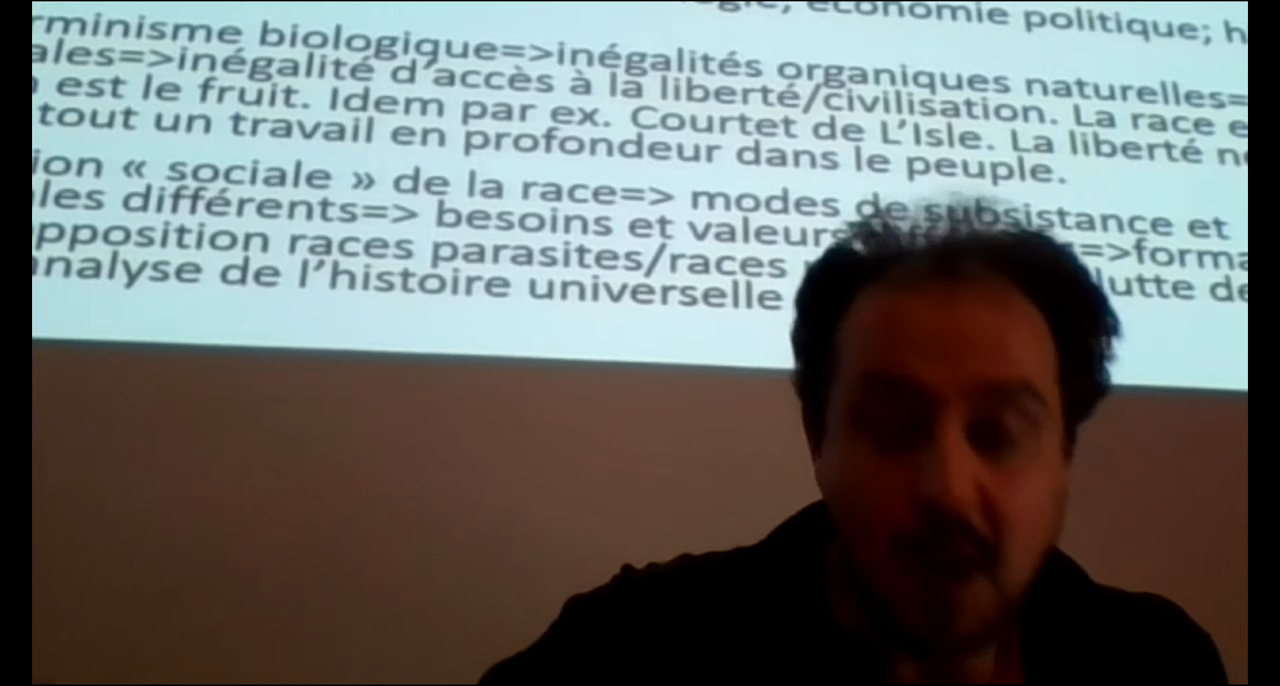 économie politique; h
rminisme biologique=>inégalités organiques naturelles=
ales=>inégalité d'accès à la liberté/civilisation. La race e
est le fruit. Idem par ex. Courtet de L'Isle. La liberté n
tout un travail en profondeur dans le peuple.
ion « sociale » de la race=> modes de subsistance et
les différents=> besoins et valeurs =>forma
pposition races parasites/races lutte de
nalyse de l'histoire universelle